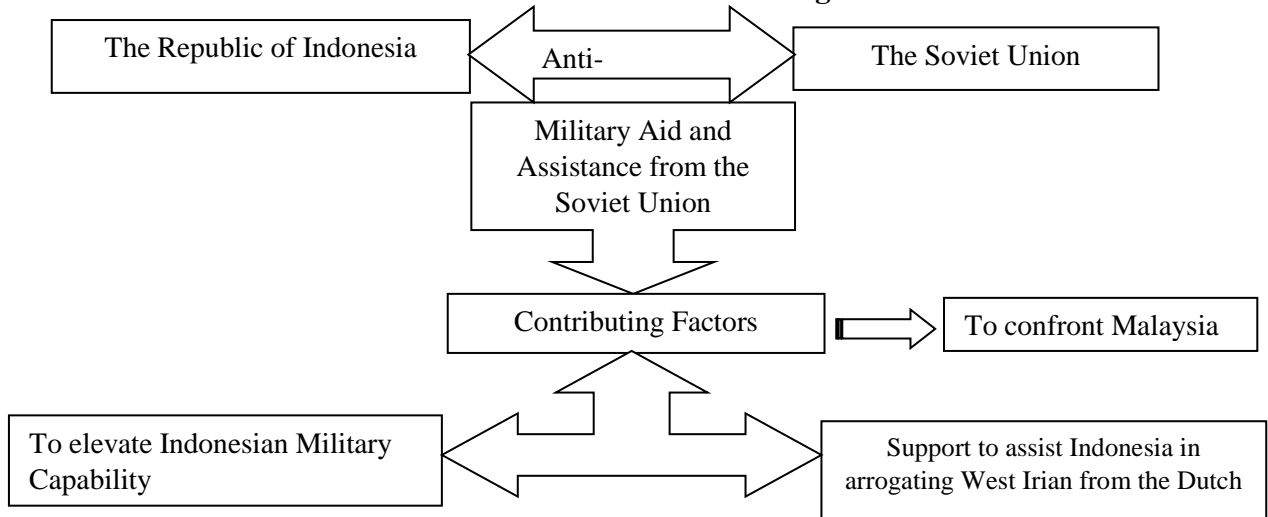 The Republic of Indonesia
Anti-
The Soviet Union
Military Aid and
Assistance from the
Soviet Union
Contributing Factors
To confront Malaysia
To elevate Indonesian Military
Capability
Support to assist Indonesia in
arrogating West Irian from the Dutch